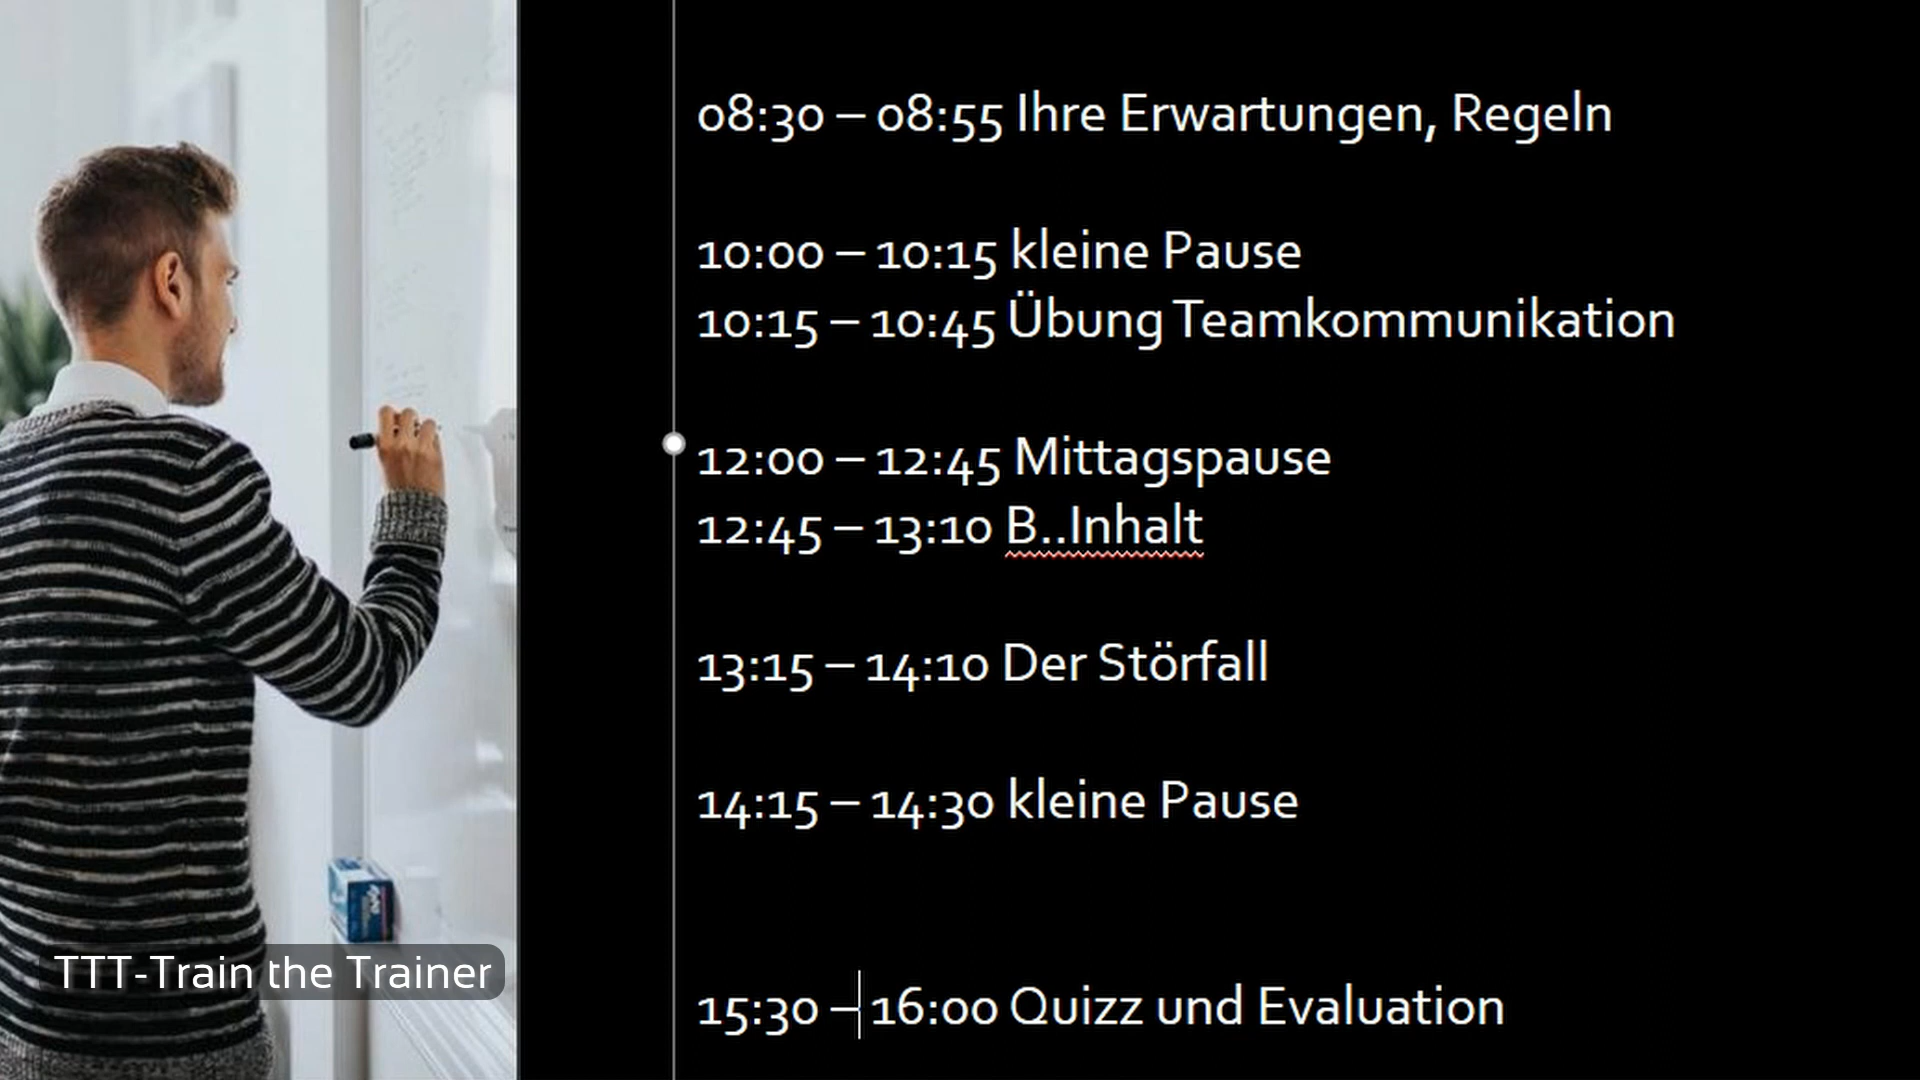 08:30 – 08:55 Ihre Erwartungen, Regeln
10:00 – 10:15 kleine Pause
10:15 – 10:45 Übung Teamkommunikation
12:00 – 12:45 Mittagspause
12:45 – 13:10 B..Inhalt
13:15 – 14:10 Der Störfall
14:15 – 14:30 kleine Pause
15:30 – 16:00 Quizz und Evaluation
TTT-Train the Trainer